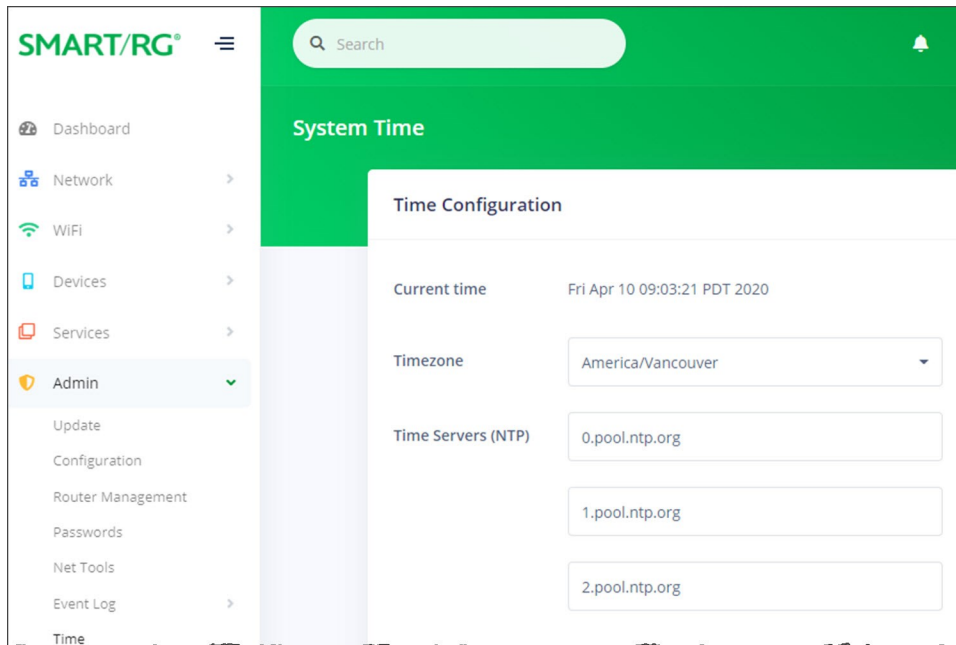 SMART/RG®
Search
Dashboard
Network
WiFi
Devices
Services
Admin
Update
Configuration
Router Management
Passwords
Net Tools
Event Log
Time
System Time
Time Configuration
Current time Fri Apr 10 09:03:21 PDT 2020
Timezone America/Vancouver
Time Servers (NTP) 0.pool.ntp.org
1.pool.ntp.org
2.pool.ntp.org